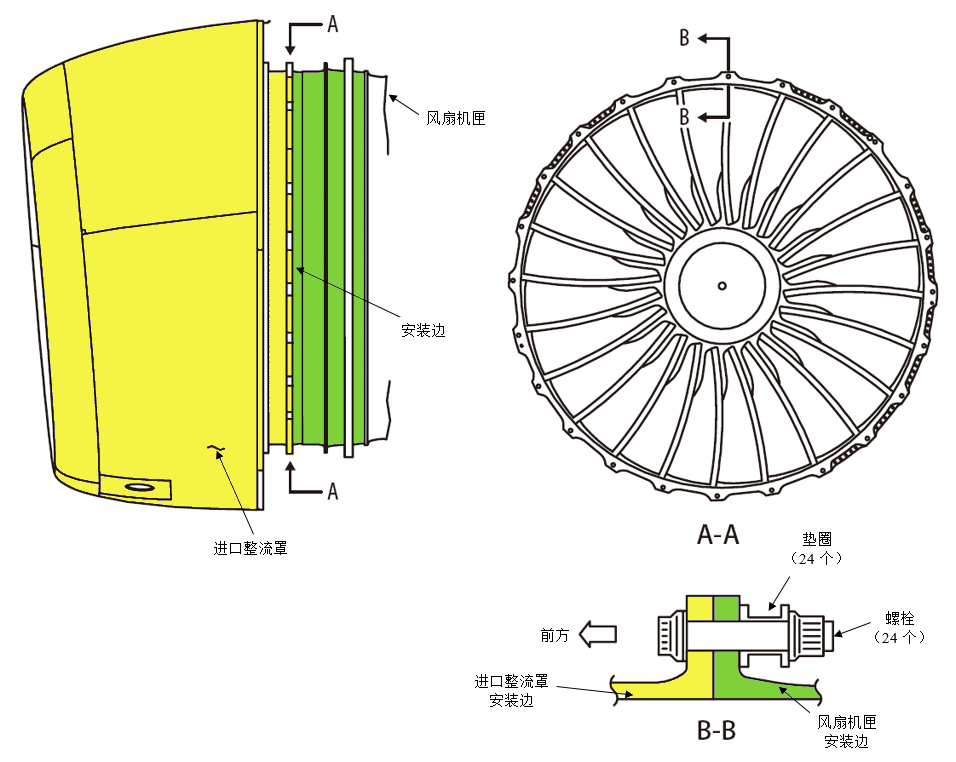 A
风扇机匣
安装边
A
进口整流罩
B
B
A-A
垫圈
（24 个）
前方
螺栓
（24 个）
进口整流罩
安装边
风扇机匣
安装边
B-B